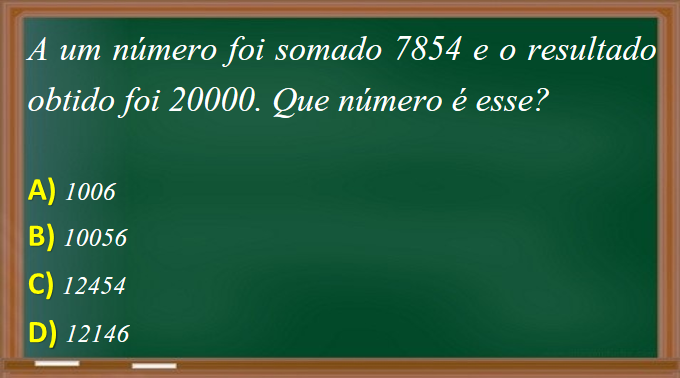 A um número foi somado 7854 e o resultado
obtido foi 20000. Que número é esse?
A) 1006
B) 10056
C) 12454
D) 12146